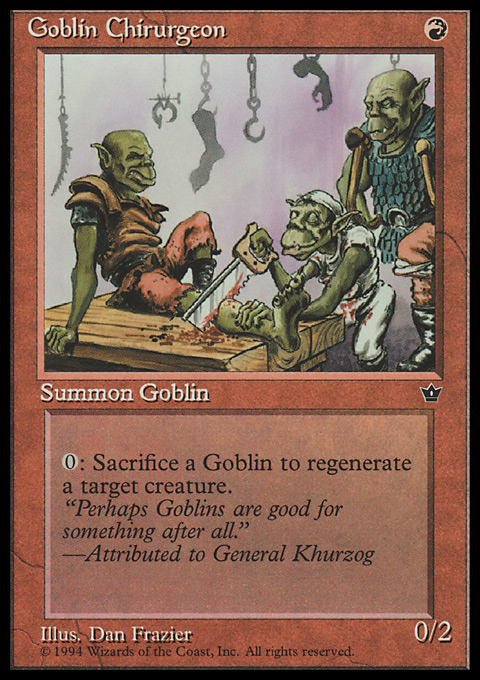 Goblin Chirurgeon
Summon Goblin
0: Sacrifice a Goblin to regenerate
a target creature.
“Perhaps Goblins are good for
something after all.”
—Attributed to General Khurzog
Illus. Dan Frazier
0/2
© 1994 Wizards of the Coast, Inc. All rights reserved.